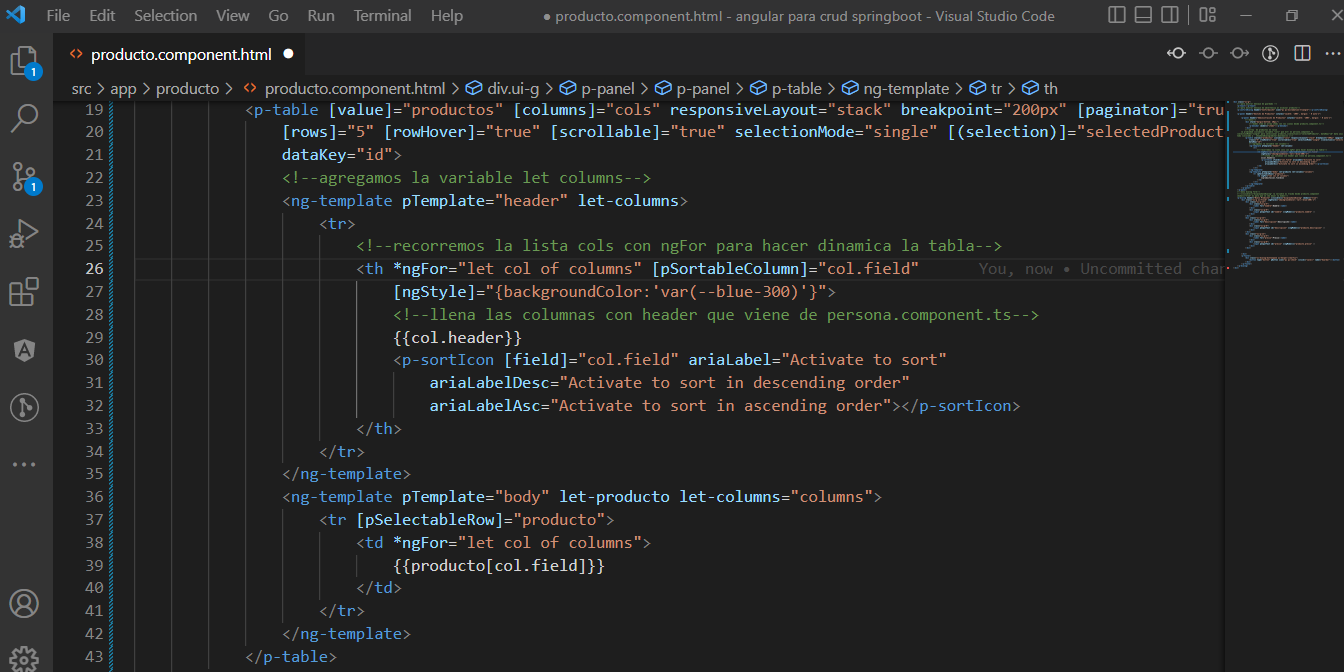 File Edit Selection View Go Run Terminal Help
● producto.component.html - angular para crud springboot - Visual Studio Code
<> producto.component.html ●
src > app > producto > <> producto.component.html > div.ui-g > p-panel > p-panel > p-table > ng-template > tr > th
1
1
19 <p-table [value]="productos" [columns]="cols" responsiveLayout="stack" breakpoint="200px" [paginator]="tru
20 [rows]="5" [rowHover]="true" [scrollable]="true" selectionMode="single" [(selection)]="selectedProduct
21 dataKey="id">
22 <!--agregamos la variable let columns-->
23 <ng-template pTemplate="header" let-columns>
24 <tr>
25 <!--recorremos la lista cols con ngFor para hacer dinamica la tabla-->
26 <th *ngFor="let col of columns" [pSortableColumn]="col.field" You, now • Uncommitted char
27 [ngStyle]="{backgroundColor:'var(--blue-300)'}">
28 <!--llena las columnas con header que viene de persona.component.ts-->
29 {{col.header}}
30 <p-sortIcon [field]="col.field" ariaLabel="Activate to sort"
31 ariaLabelDesc="Activate to sort in descending order"
32 ariaLabelAsc="Activate to sort in ascending order"></p-sortIcon>
33 </th>
34 </tr>
35 </ng-template>
36 <ng-template pTemplate="body" let-producto let-columns="columns">
37 <tr [pSelectableRow]="producto">
38 <td *ngFor="let col of columns">
39 {{producto[col.field]}}
40 </td>
41 </tr>
42 </ng-template>
43 </p-table>